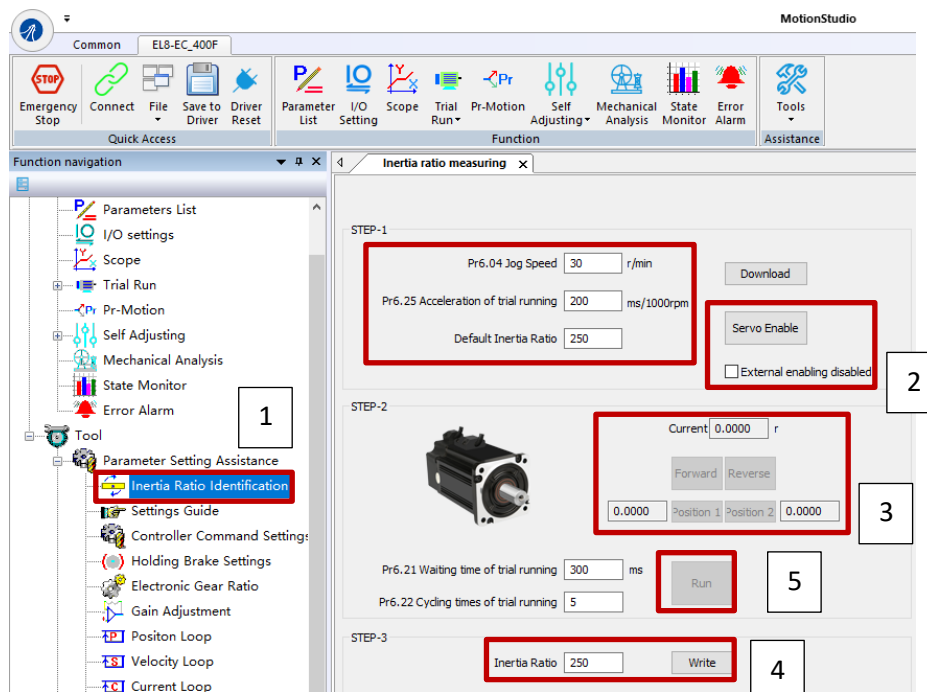 MotionStudio
Common EL8-EC_400F
STOP
Emergency Stop Connect File Save to Driver Driver Reset Parameter List I/O Setting Scope Trial Run Pr-Motion Self Adjusting Mechanical Analysis State Monitor Error Alarm Tools
Quick Access Function Assistance
Function navigation
Inertia ratio measuring x
Parameters List
I/O settings
Scope
Trial Run
Pr-Motion
Self Adjusting
Mechanical Analysis
State Monitor
Error Alarm
1
Tool
Parameter Setting Assistance
Inertia Ratio Identification
Settings Guide
Controller Command Settings
Holding Brake Settings
Electronic Gear Ratio
Gain Adjustment
Positon Loop
Velocity Loop
Current Loop
STEP-1
Pr6.04 Jog Speed 30 r/min
Download
Pr6.25 Acceleration of trial running 200 ms/1000rpm
Servo Enable
Default Inertia Ratio 250
External enabling disabled
2
STEP-2
Current 0.0000 r
Forward Reverse
0.0000 Position 1 Position 2 0.0000
3
Pr6.21 Waiting time of trial running 300 ms
Run
5
Pr6.22 Cycling times of trial running 5
STEP-3
Inertia Ratio 250 Write
4